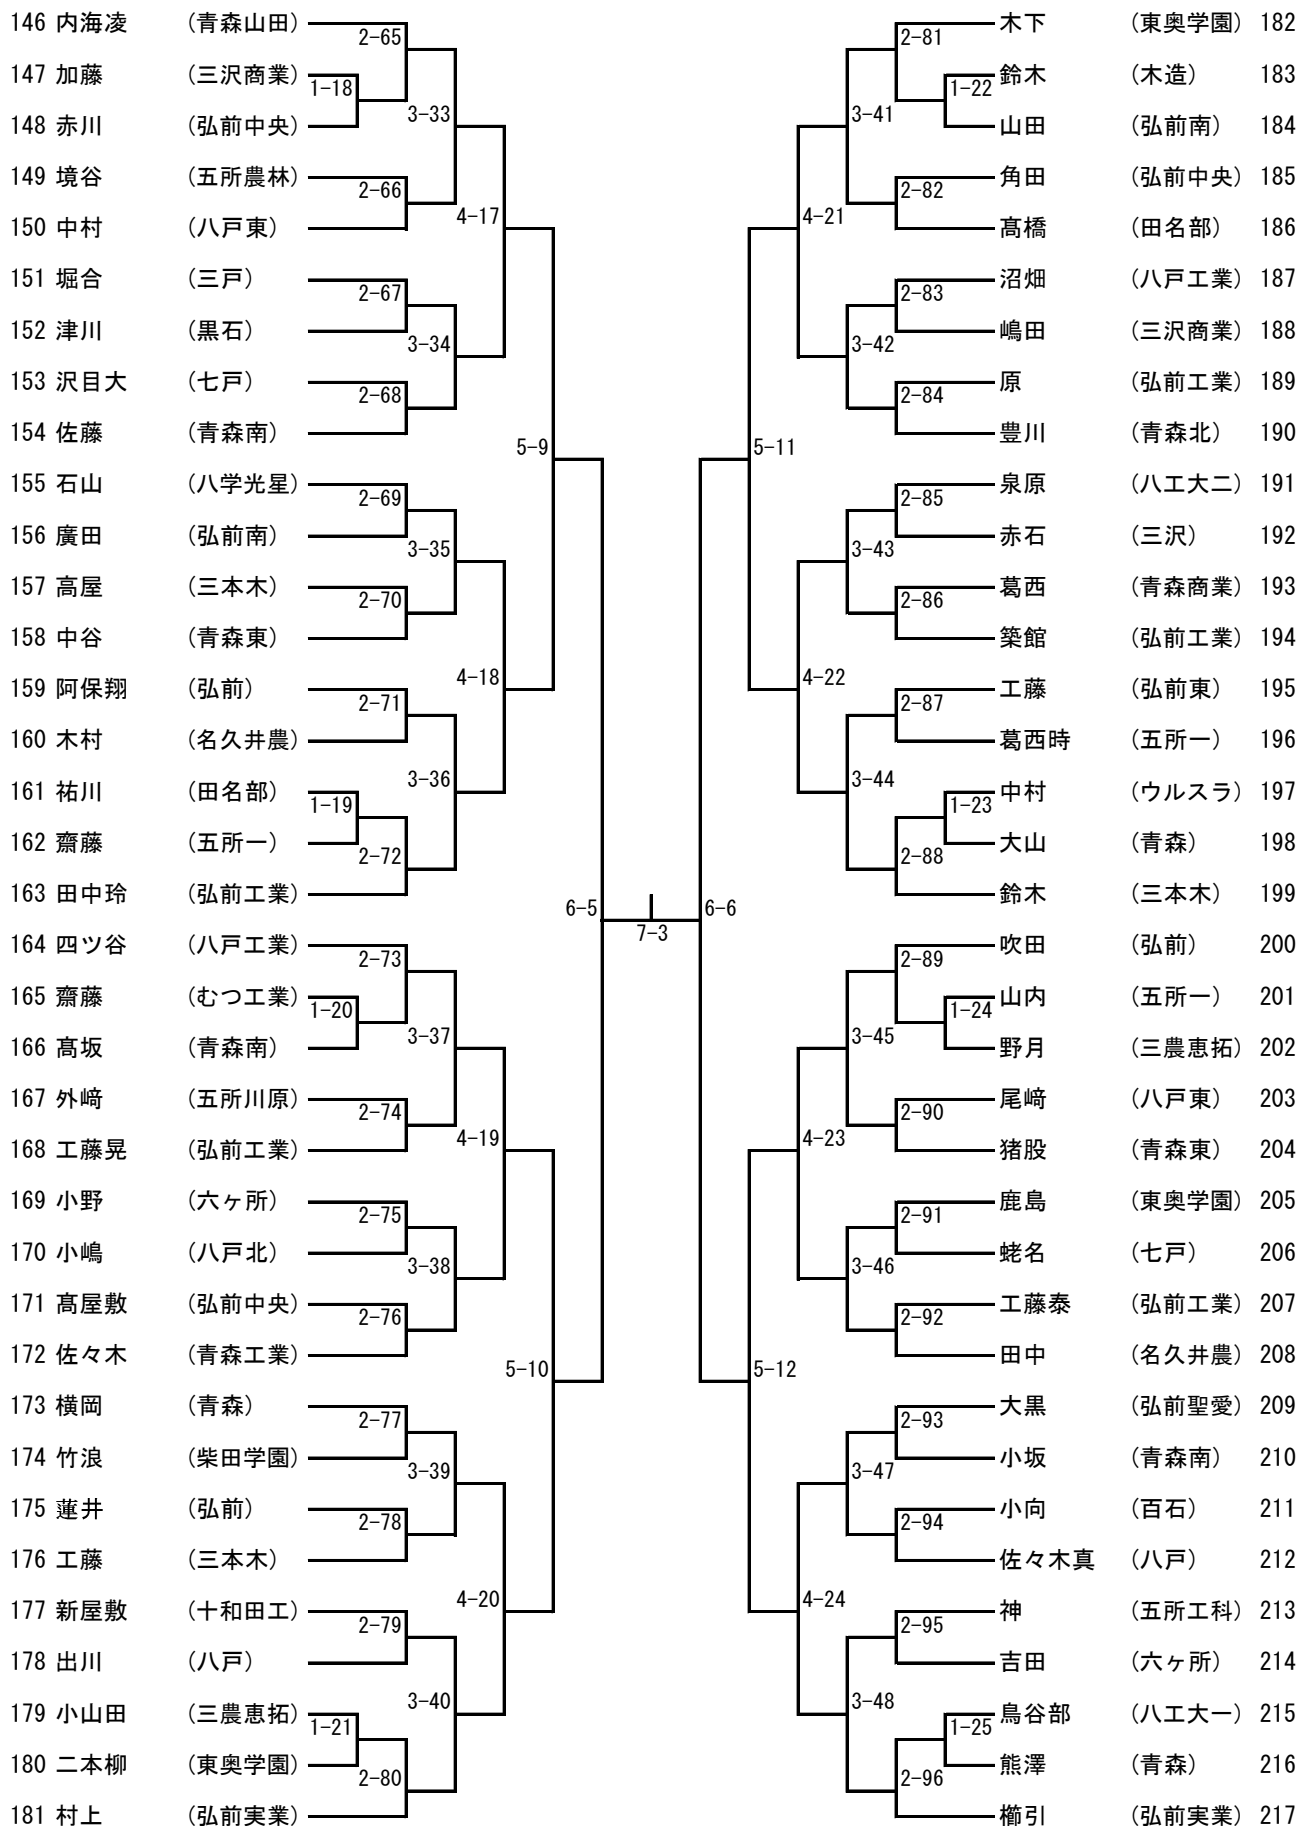 146 内海凌 (青森山田) 木下 (東奥学園) 182
2-65 2-81
147 加藤 (三沢商業) 鈴木 (木造) 183
1-18 1-22
3-33 3-41
148 赤川 (弘前中央) 山田 (弘前南) 184
149 境谷 (五所農林) 角田 (弘前中央) 185
2-66 2-82
4-17 4-21
150 中村 (八戸東) 髙橋 (田名部) 186
151 堀合 (三戸) 沼畑 (八戸工業) 187
2-67 2-83
152 津川 (黒石) 嶋田 (三沢商業) 188
3-34 3-42
153 沢目大 (七戸) 原 (弘前工業) 189
2-68 2-84
154 佐藤 (青森南) 豊川 (青森北) 190
5-9 5-11
155 石山 (八学光星) 泉原 (八工大二) 191
2-69 2-85
156 廣田 (弘前南) 赤石 (三沢) 192
3-35 3-43
157 高屋 (三本木) 葛西 (青森商業) 193
2-70 2-86
158 中谷 (青森東) 築館 (弘前工業) 194
4-18 4-22
159 阿保翔 (弘前) 工藤 (弘前東) 195
2-71 2-87
160 木村 (名久井農) 葛西時 (五所一) 196
3-36 3-44
161 祐川 (田名部) 中村 (ウルスラ) 197
1-19 1-23
162 齋藤 (五所一) 大山 (青森) 198
2-72 2-88
163 田中玲 (弘前工業) 鈴木 (三本木) 199
6-5 6-6
7-3
164 四ツ谷 (八戸工業) 吹田 (弘前) 200
2-73 2-89
165 齋藤 (むつ工業) 山内 (五所一) 201
1-20 1-24
3-37 3-45
166 髙坂 (青森南) 野月 (三農恵拓) 202
167 外﨑 (五所川原) 尾﨑 (八戸東) 203
2-74 2-90
4-19 4-23
168 工藤晃 (弘前工業) 猪股 (青森東) 204
169 小野 (六ヶ所) 鹿島 (東奥学園) 205
2-75 2-91
170 小嶋 (八戸北) 蛯名 (七戸) 206
3-38 3-46
171 髙屋敷 (弘前中央) 工藤泰 (弘前工業) 207
2-76 2-92
172 佐々木 (青森工業) 田中 (名久井農) 208
5-10 5-12
173 横岡 (青森) 大黒 (弘前聖愛) 209
2-77 2-93
174 竹浪 (柴田学園) 小坂 (青森南) 210
3-39 3-47
175 蓮井 (弘前) 小向 (百石) 211
2-78 2-94
176 工藤 (三本木) 佐々木真 (八戸) 212
4-20 4-24
177 新屋敷 (十和田工) 神 (五所工科) 213
2-79 2-95
178 出川 (八戸) 吉田 (六ヶ所) 214
3-40 3-48
179 小山田 (三農恵拓) 鳥谷部 (八工大一) 215
1-21 1-25
180 二本柳 (東奥学園) 熊澤 (青森) 216
2-80 2-96
181 村上 (弘前実業) 櫛引 (弘前実業) 217